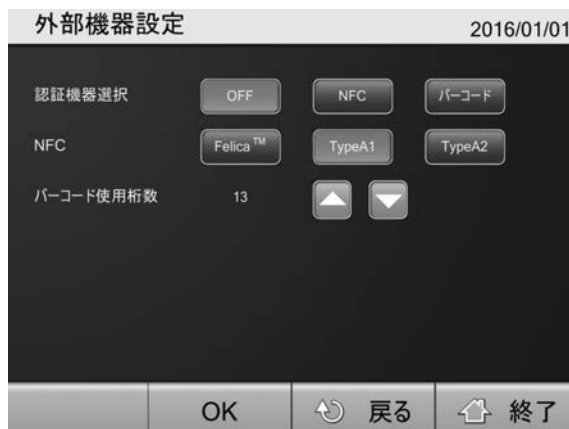 外部機器設定 2016/01/01
認証機器選択 OFF NFC バーコード
NFC Felica™ TypeA1 TypeA2
バーコード使用桁数 13
OK 戻る 終了